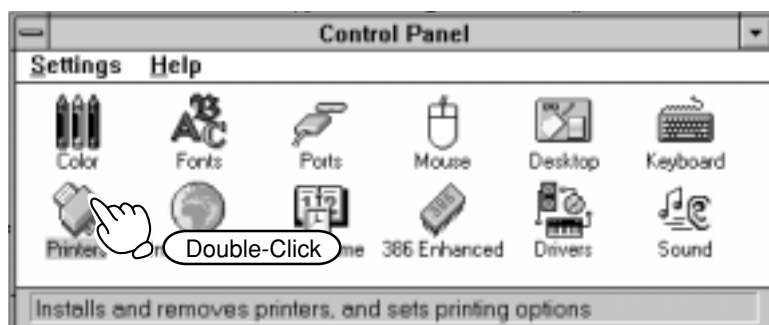 Control Panel
Settings Help
Color Fonts Ports Mouse Desktop Keyboard
Printers Double-Click me 386 Enhanced Drivers Sound
Installs and removes printers, and sets printing options